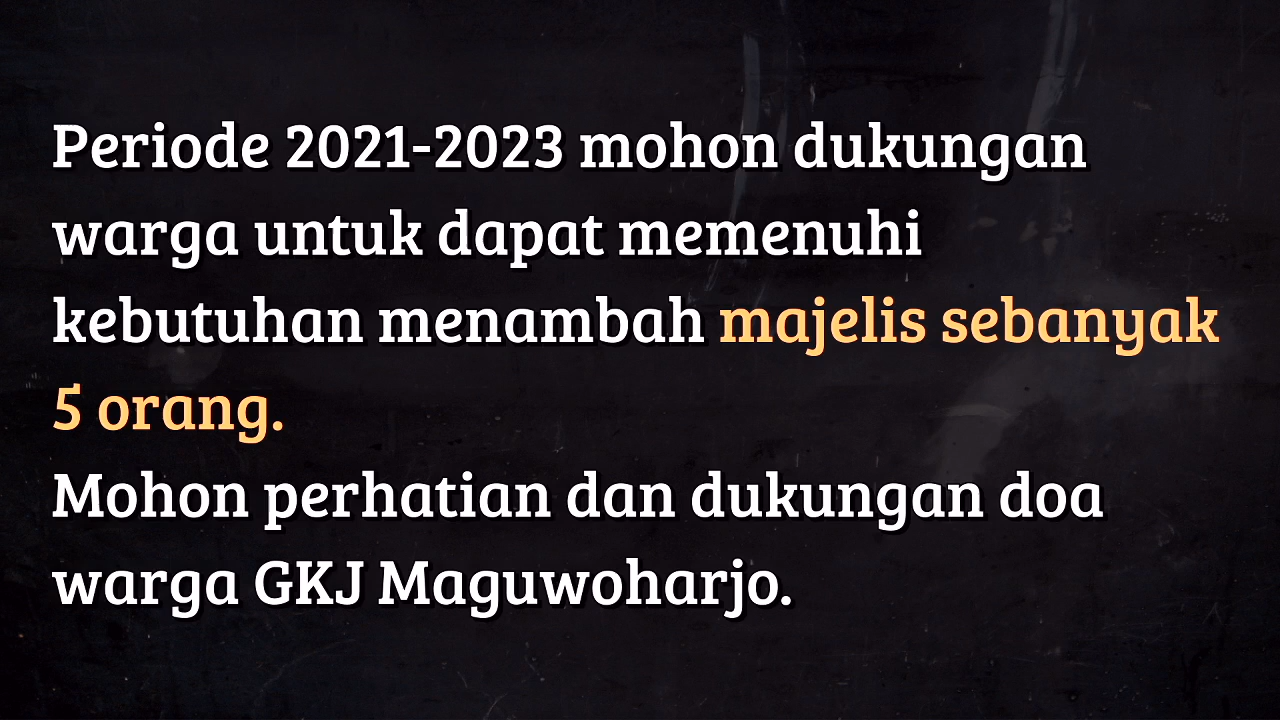 Periode 2021-2023 mohon dukungan
warga untuk dapat memenuhi
kebutuhan menambah majelis sebanyak
5 orang.
Mohon perhatian dan dukungan doa
warga GKJ Maguwoharjo.